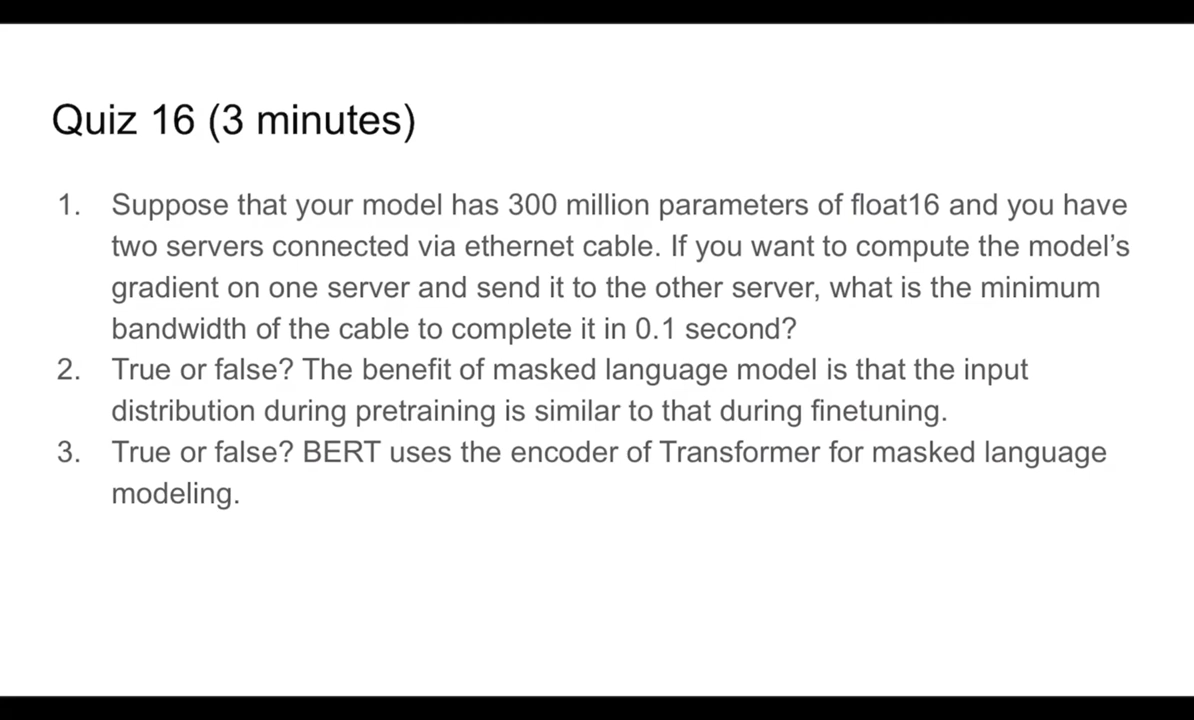 Quiz 16 (3 minutes)
1. Suppose that your model has 300 million parameters of float16 and you have
two servers connected via ethernet cable. If you want to compute the model’s
gradient on one server and send it to the other server, what is the minimum
bandwidth of the cable to complete it in 0.1 second?
2. True or false? The benefit of masked language model is that the input
distribution during pretraining is similar to that during finetuning.
3. True or false? BERT uses the encoder of Transformer for masked language
modeling.